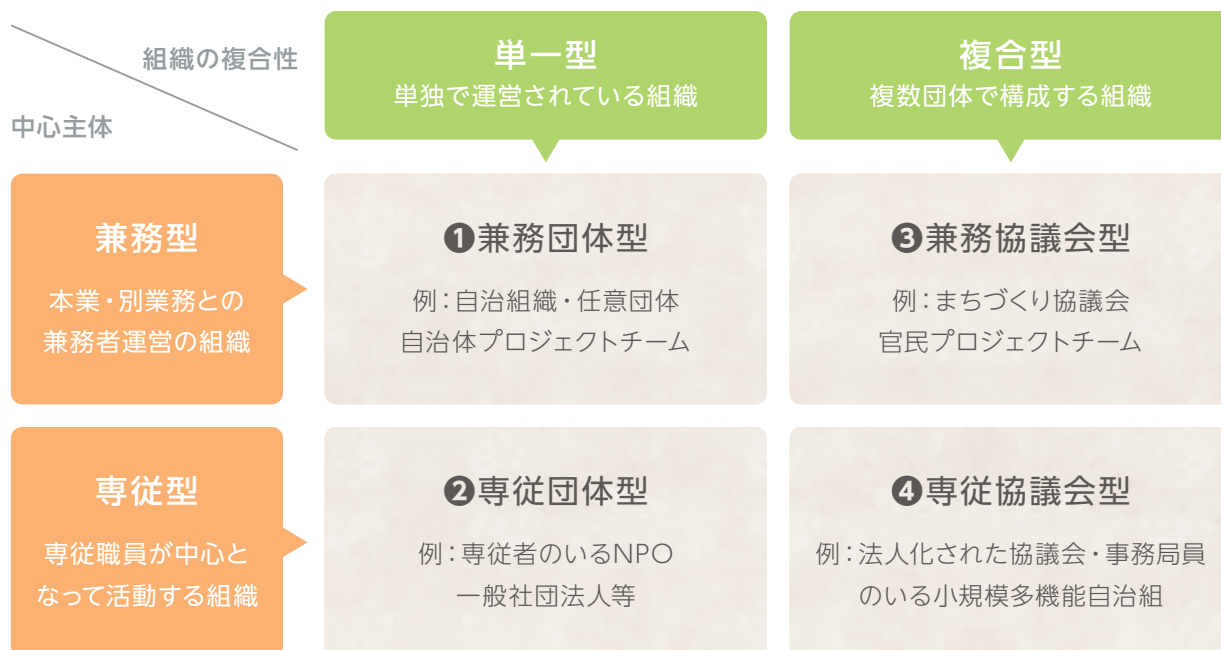 組織の複合性
中心主体
単一型
単独で運営されている組織
複合型
複数団体で構成する組織
兼務型
本業・別業務との
兼務者運営の組織
❶兼務団体型
例：自治組織・任意団体
自治体プロジェクトチーム
❸兼務協議会型
例：まちづくり協議会
官民プロジェクトチーム
専従型
専従職員が中心と
なって活動する組織
❷専従団体型
例：専従者のいるNPO
一般社団法人等
❹専従協議会型
例：法人化された協議会・事務局員
のいる小規模多機能自治組